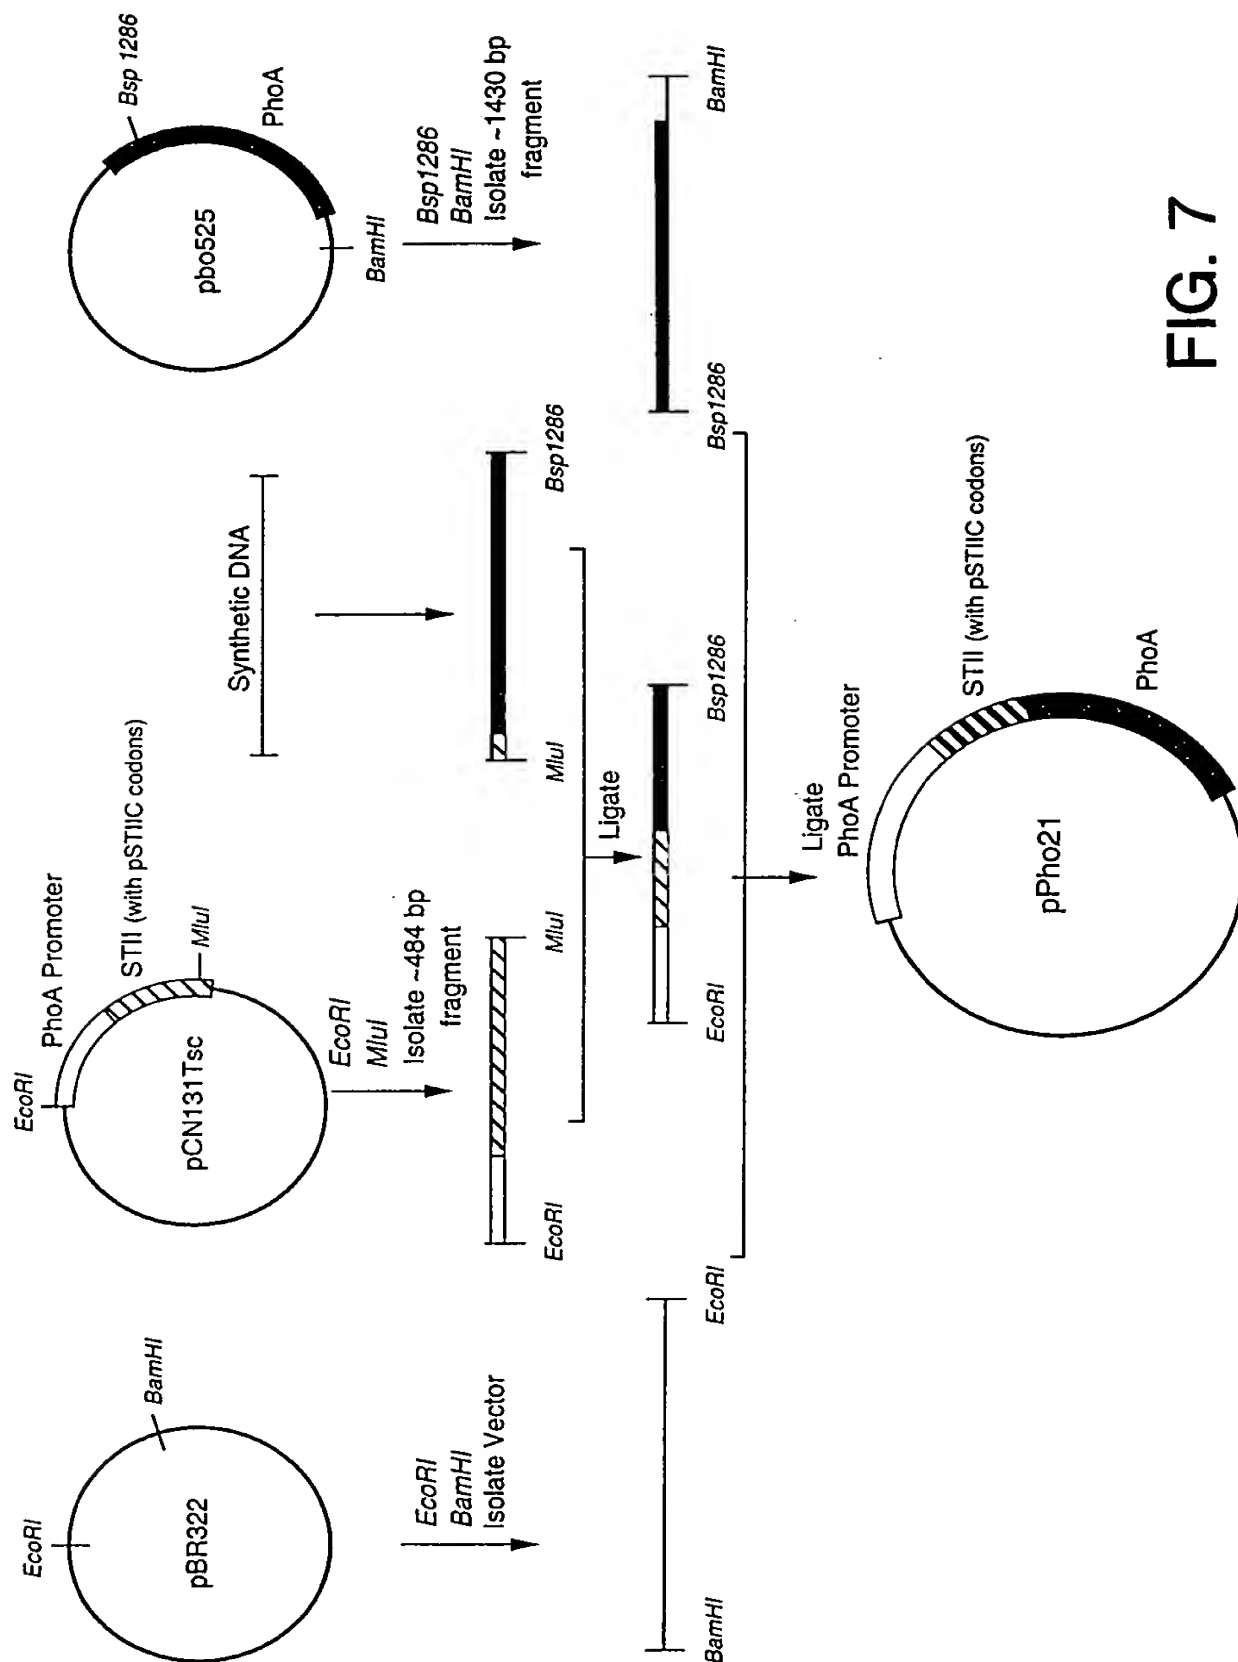 EcoRI
BamHI
pBR322
EcoRI
BamHI
Isolate Vector
BamHI
EcoRI
EcoRI
PhoA Promoter
STII (with pSTIIC codons)
MluI
pCN131Tsc
EcoRI
MluI
Isolate ~484 bp
fragment
EcoRI
MluI
Synthetic DNA
MluI
Bsp1286
Ligate
EcoRI
Bsp1286
Bsp 1286
PhoA
pbo525
BamHI
Bsp1286
BamHI
Isolate ~1430 bp
fragment
Bsp1286
BamHI
Ligate
PhoA Promoter
STII (with pSTIIC codons)
PhoA
pPho21
FIG. 7